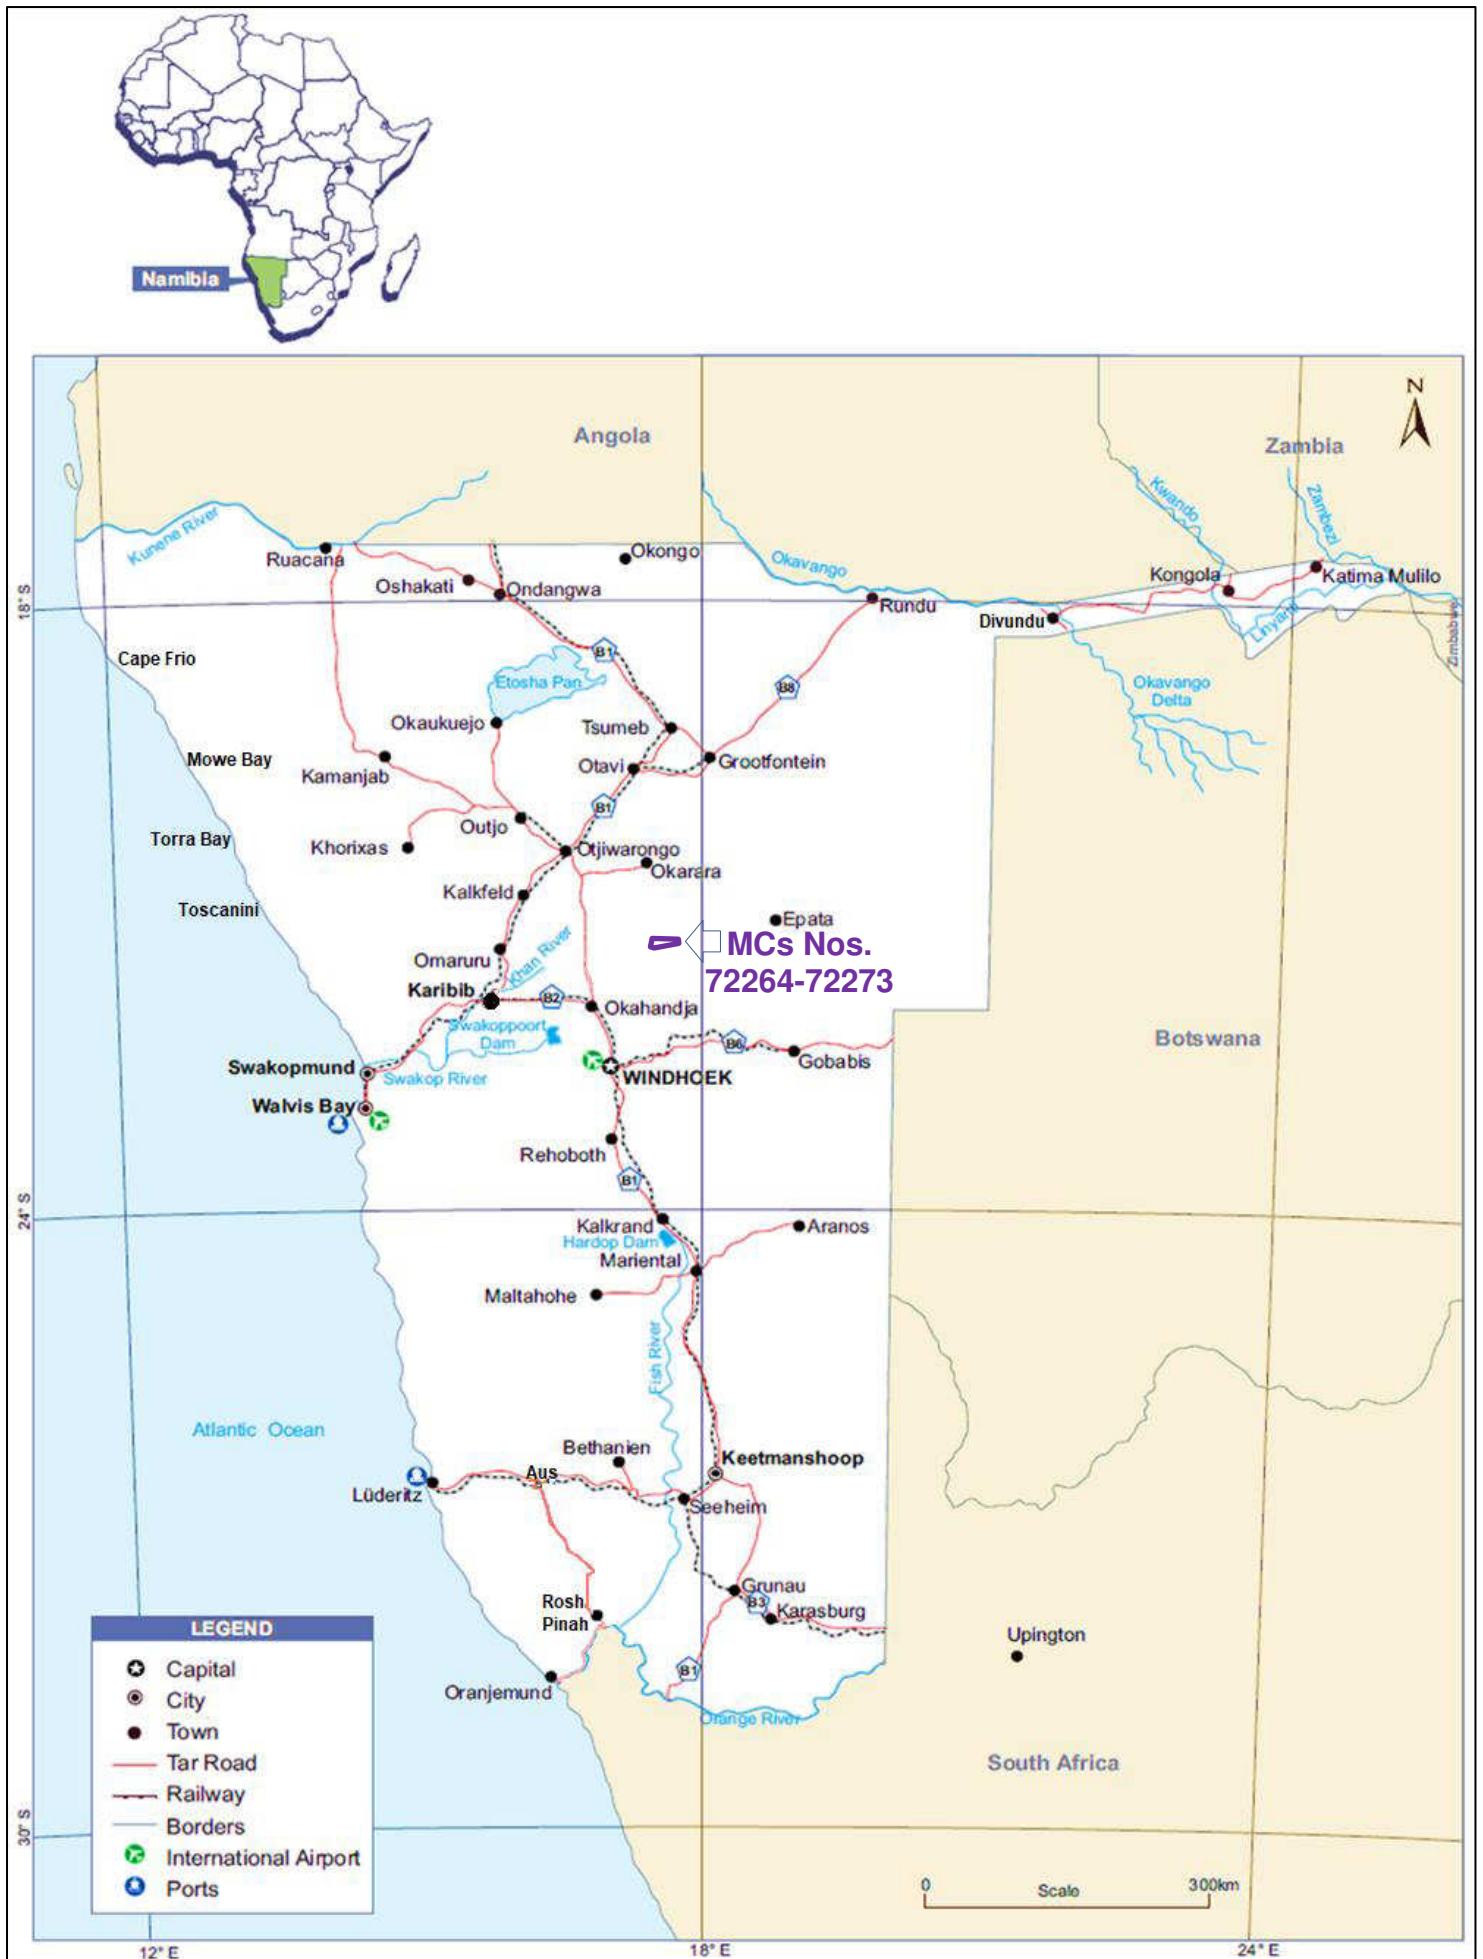 Namibia
N
Angola
Zambia
Kwando
Zambezi
Kunene River
Ruacana
Okongo
Okavango
Oshakati
Ondangwa
Kongola
Katima Mulilo
18° S
Rundu
Divundu
Linyanti
Zimbabwe
Cape Frio
B1
Etosha Pan
B8
Okavango
Delta
Okaukuejo
Tsumeb
Mowe Bay
Kamanjab
Otavi
Grootfontein
B1
Torra Bay
Outjo
Khorixas
Otjiwarongo
Okarara
Kalkfeld
Toscanini
Epata
MCs Nos.
72264-72273
Omaruru
Khan River
Karibib
B2
Okahandja
Swakoppoort
Dam
B6
Botswana
Gobabis
Swakopmund
Swakop River
WINDHOEK
Walvis Bay
Rehoboth
B1
24° S
Kalkrand
Aranos
Hardop Dam
Mariental
Maltahohe
Fish River
Atlantic Ocean
Bethanien
Keetmanshoop
Aus
Lüderitz
Seeheim
Grunau
B3
Rosh
Pinah
Karasburg
Upington
B1
Oranjemund
Orange River
South Africa
LEGEND
Capital
City
Town
Tar Road
Railway
Borders
International Airport
Ports
30° S
0
300km
Scale
12° E
18° E
24° E